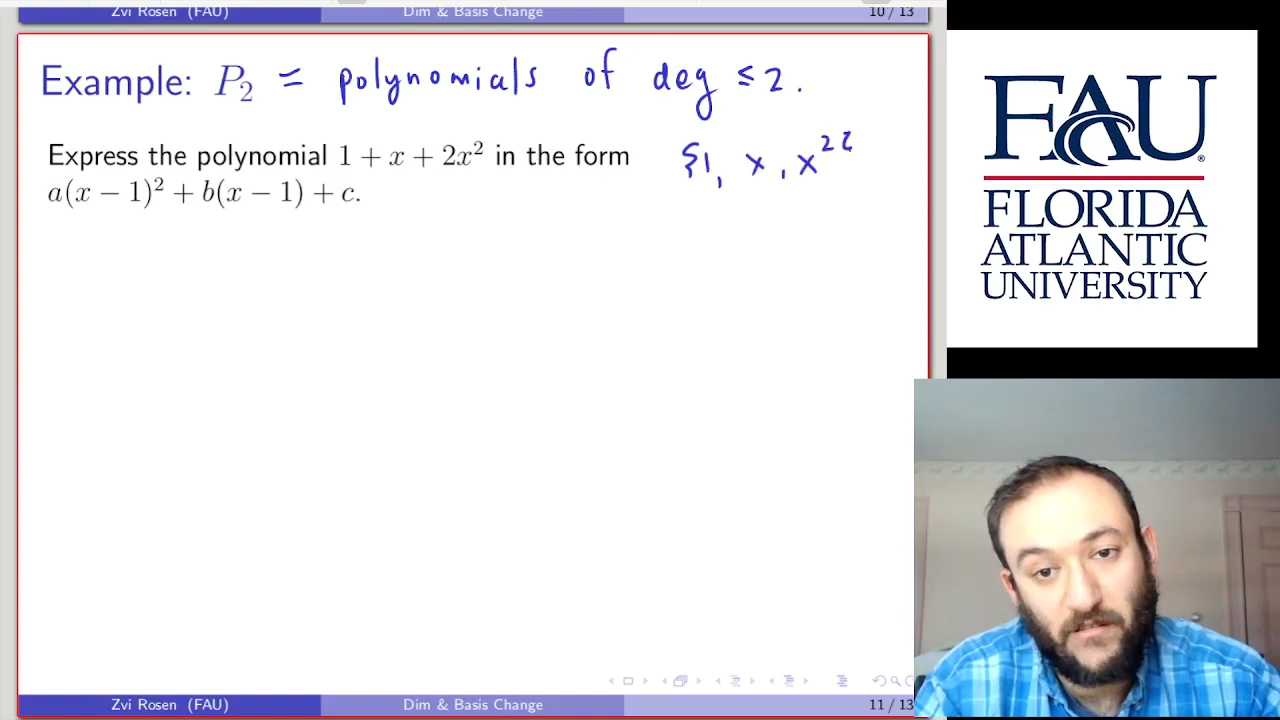 Zvi Rosen (FAU) Dim & Basis Change 10 / 13
Example: P₂ = polynomials of deg ≤ 2.
Express the polynomial 1 + x + 2x² in the form
{1, x, x²}
a(x − 1)² + b(x − 1) + c.
FAU
FLORIDA
ATLANTIC
UNIVERSITY
Zvi Rosen (FAU) Dim & Basis Change 11 / 13